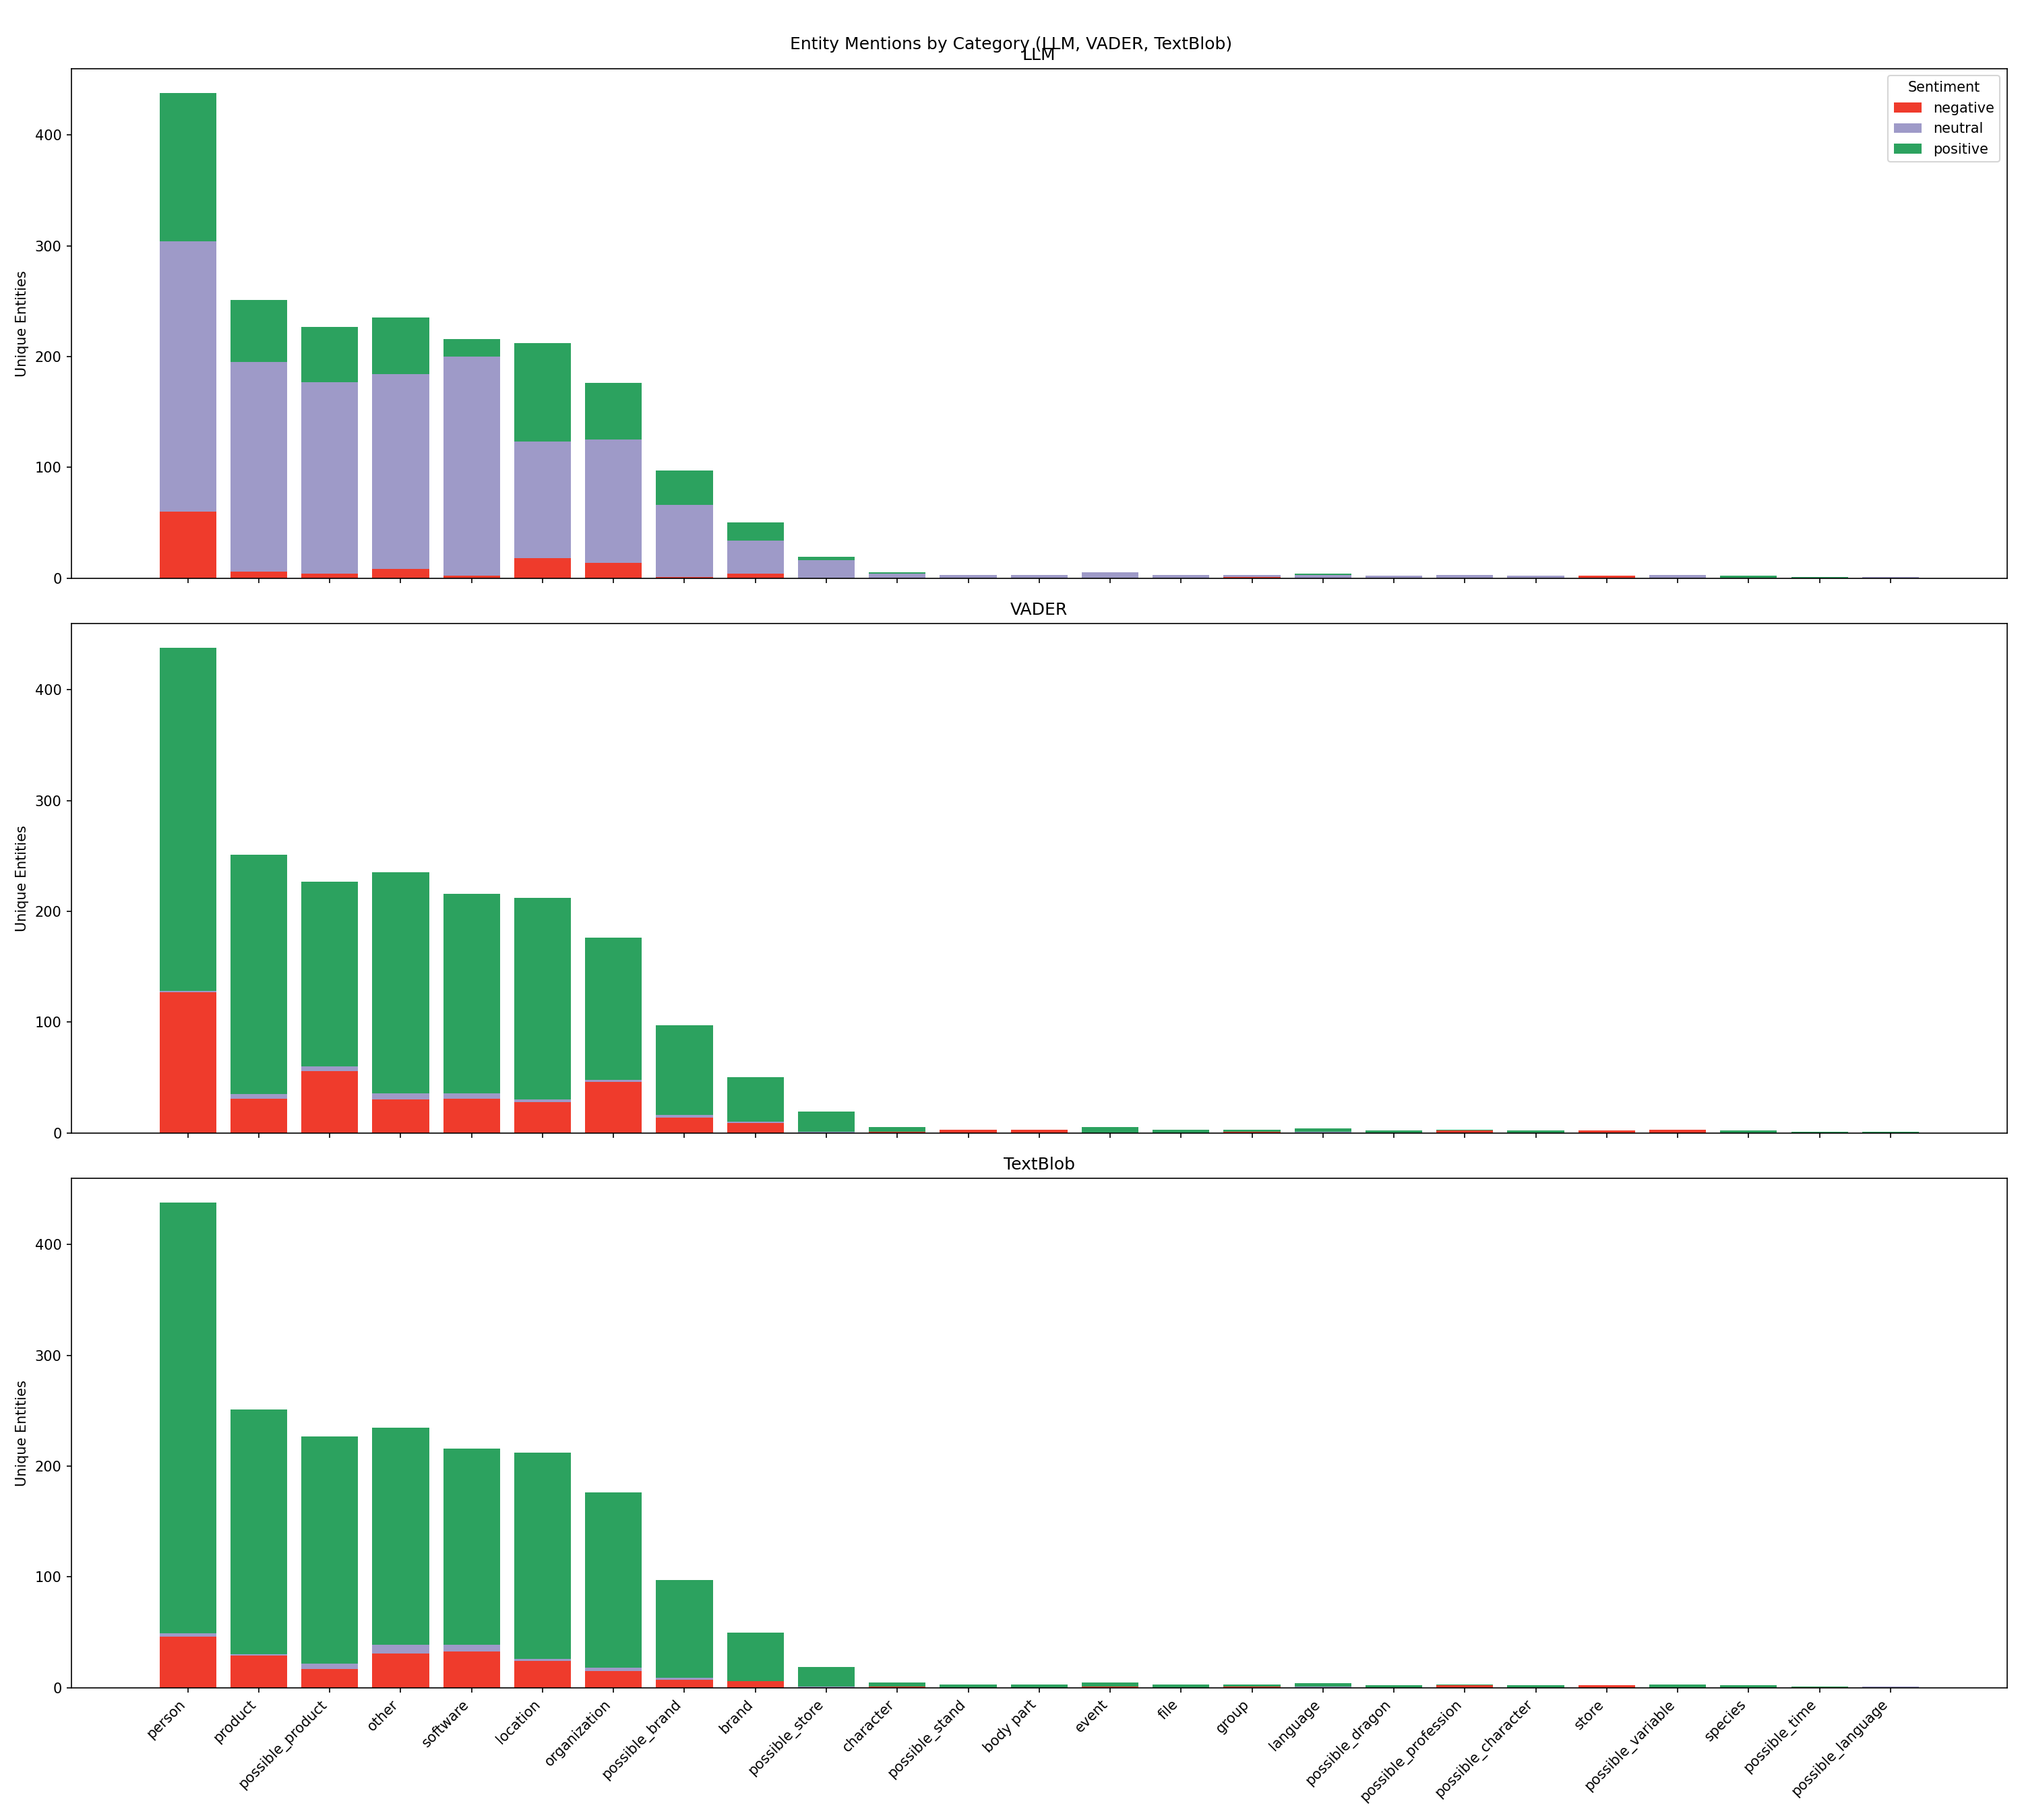 Entity Mentions by Category (LLM, VADER, TextBlob)
LLM
Sentiment
negative
neutral
positive
Unique Entities
400
300
200
100
0
VADER
Unique Entities
400
300
200
100
0
TextBlob
Unique Entities
400
300
200
100
0
person
product
possible_product
other
software
location
organization
possible_brand
brand
possible_store
character
possible_stand
body part
event
file
group
language
possible_dragon
possible_profession
possible_character
store
possible_variable
species
possible_time
possible_language